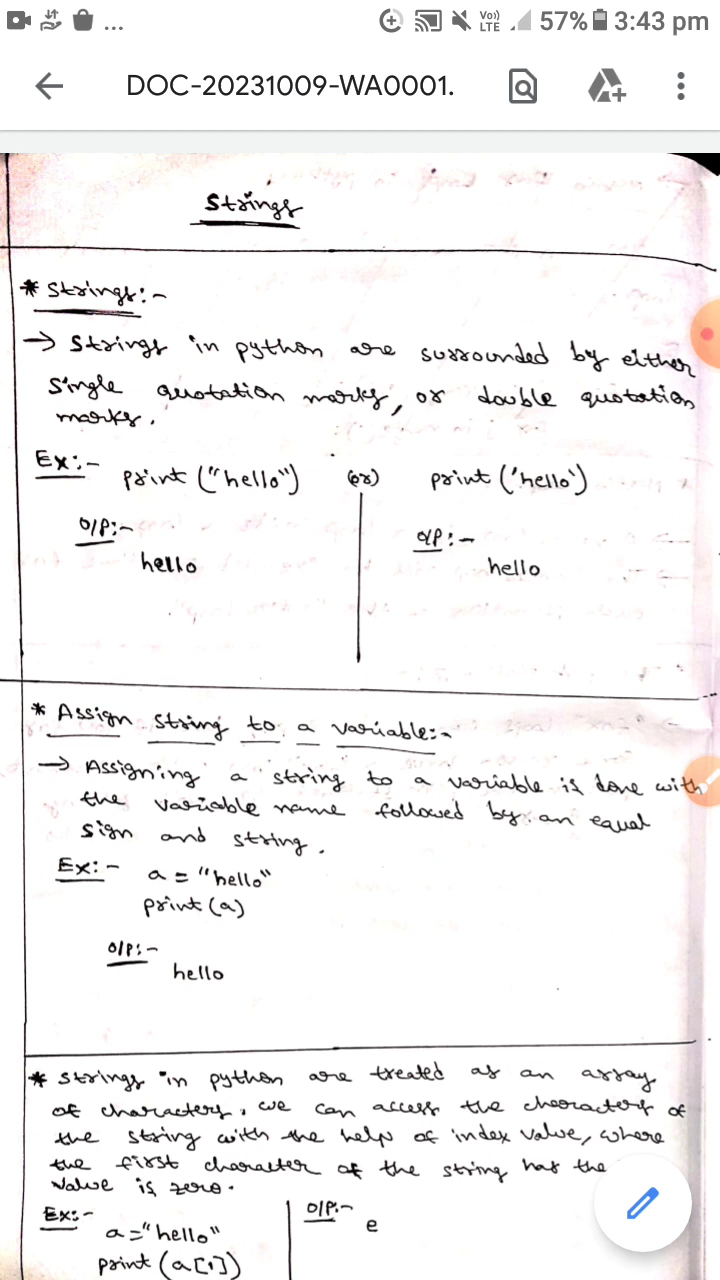 ... Vo)) LTE 57% 3:43 pm
DOC-20231009-WA0001.
Strings
* Strings:-
→ Strings in python are surrounded by either
single quotation marks, or double quotation
marks.
Ex:- print ("hello") (or) print ('hello')
O/P:- O/P:-
hello hello
* Assign string to a variable:-
→ Assigning a string to a variable is done with
the variable name followed by an equal
sign and string.
Ex:- a = "hello"
print (a)
O/P:-
hello
* Strings in python are treated as an array
of characters, we can access the characters of
the string with the help of index value, where
the first character of the string has the
value is zero.
Ex:- O/P:-
a="hello" e
print (a[1])